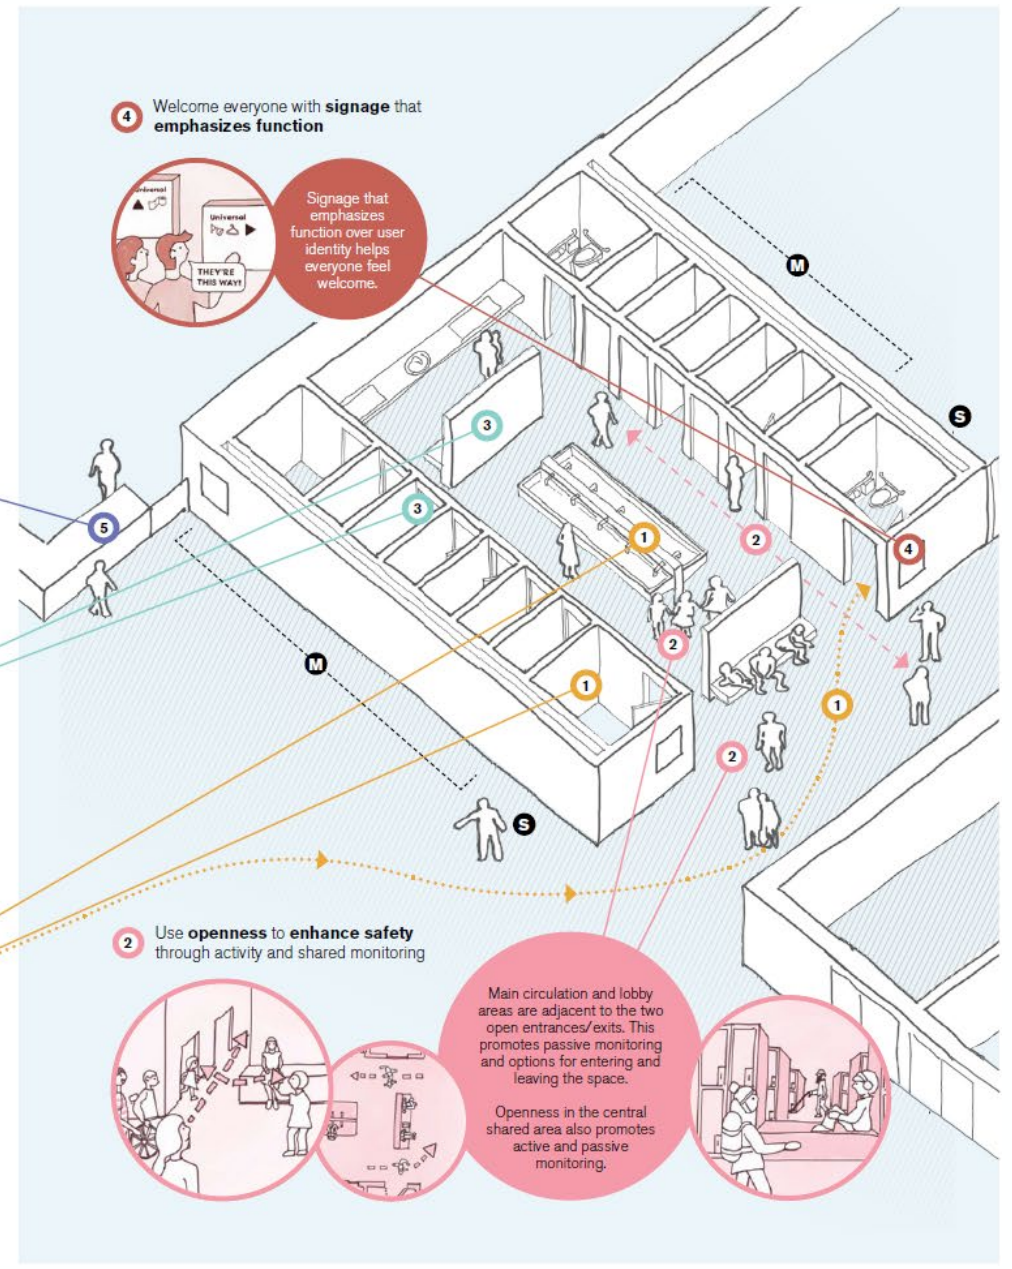 4
Welcome everyone with signage that
emphasizes function
Universal
Universal
THEY'RE
THIS WAY!
Signage that
emphasizes
function over user
identity helps
everyone feel
welcome.
M
S
3
3
5
1
2
4
2
M
1
1
2
S
2
Use openness to enhance safety
through activity and shared monitoring
Main circulation and lobby
areas are adjacent to the two
open entrances/exits. This
promotes passive monitoring
and options for entering and
leaving the space.
Openness in the central
shared area also promotes
active and passive
monitoring.